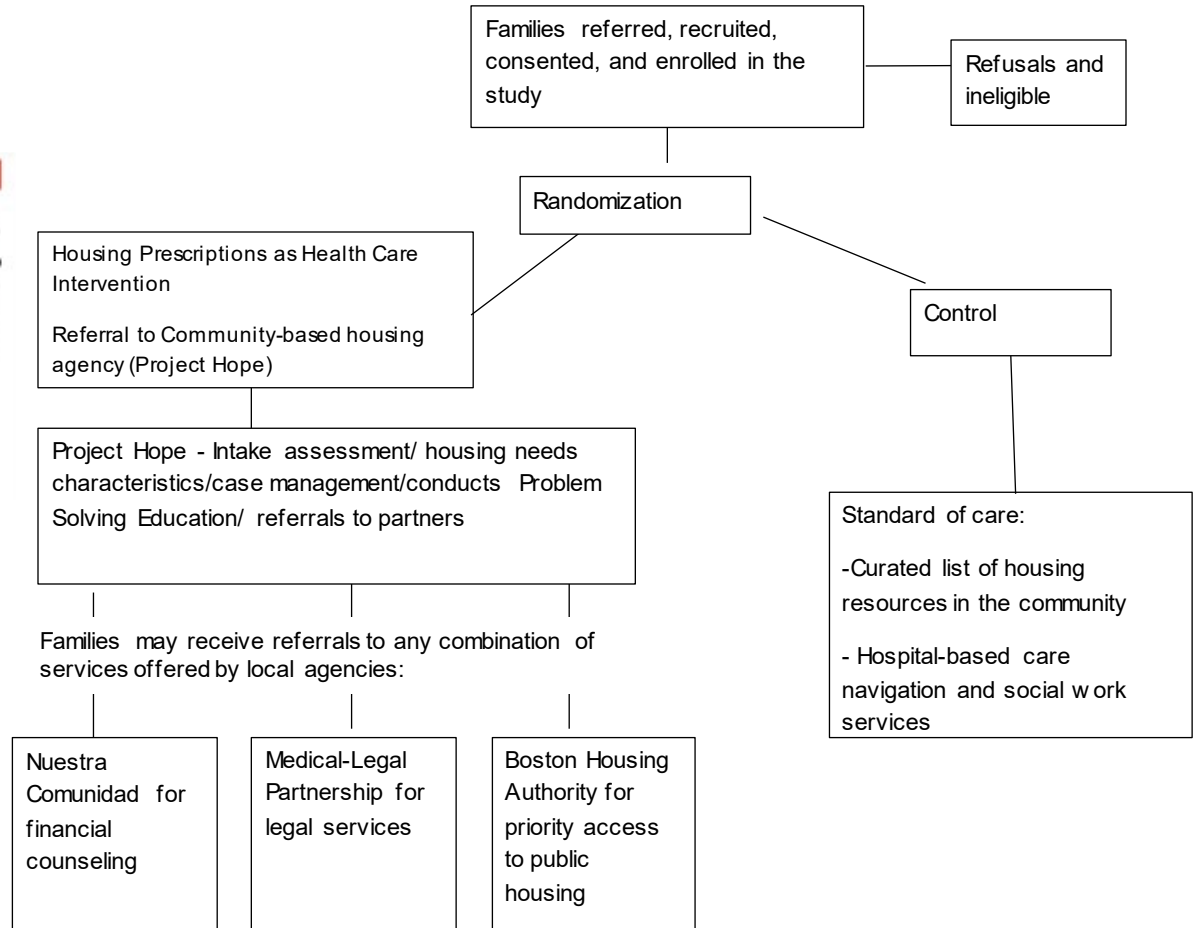 Families referred, recruited,
consented, and enrolled in the
study
Refusals and
ineligible
Randomization
Housing Prescriptions as Health Care
Intervention
Referral to Community-based housing
agency (Project Hope)
Control
Project Hope - Intake assessment/ housing needs
characteristics/case management/conducts Problem
Solving Education/ referrals to partners
Standard of care:
-Curated list of housing
resources in the community
- Hospital-based care
navigation and social work
services
Families may receive referrals to any combination of
services offered by local agencies:
Nuestra
Comunidad for
financial
counseling
Medical-Legal
Partnership for
legal services
Boston Housing
Authority for
priority access
to public
housing